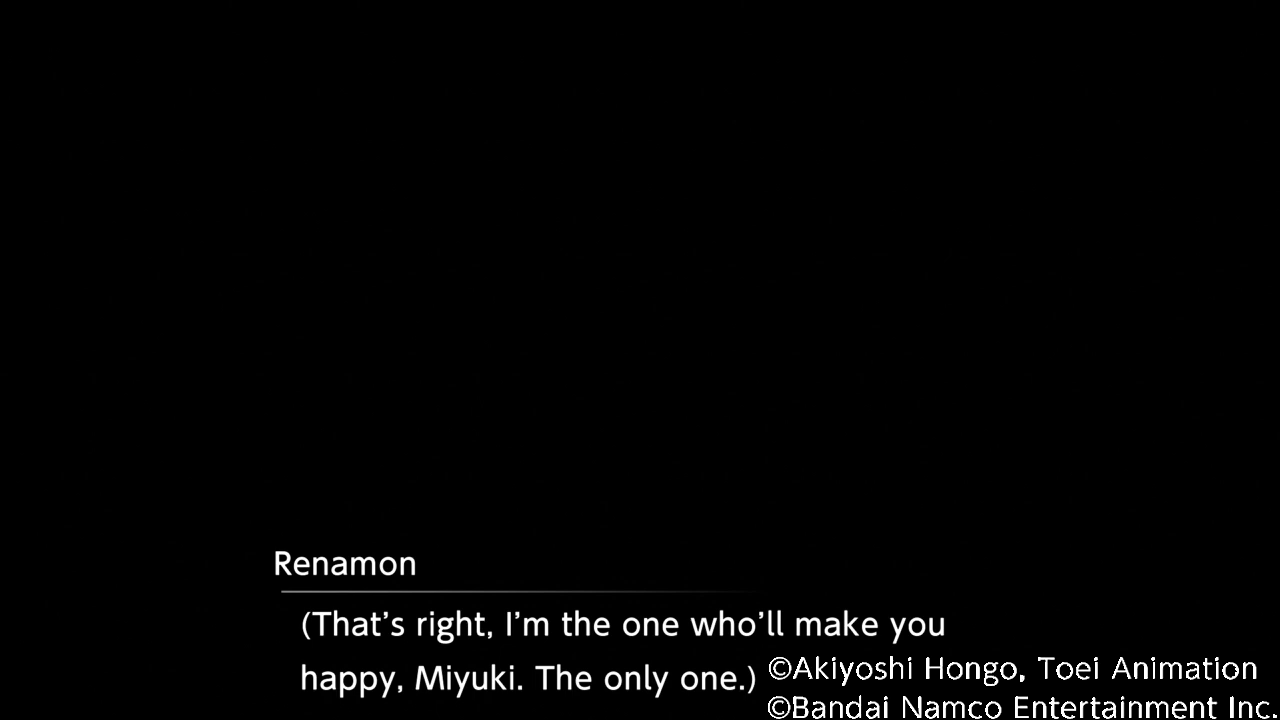 Renamon
(That’s right, I’m the one who’ll make you
happy, Miyuki. The only one.)
©Akiyoshi Hongo, Toei Animation
©Bandai Namco Entertainment Inc.